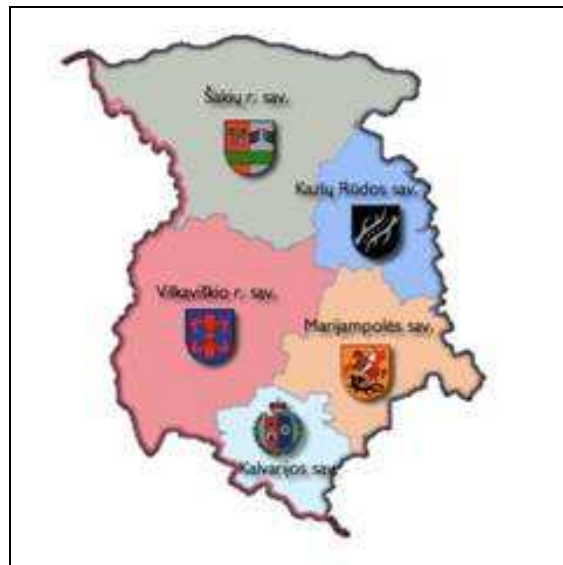 Šakių r. sav.
Kazlų Rūdos sav.
Vilkaviškio r. sav.
Marijampolės sav.
Kalvarijos sav.